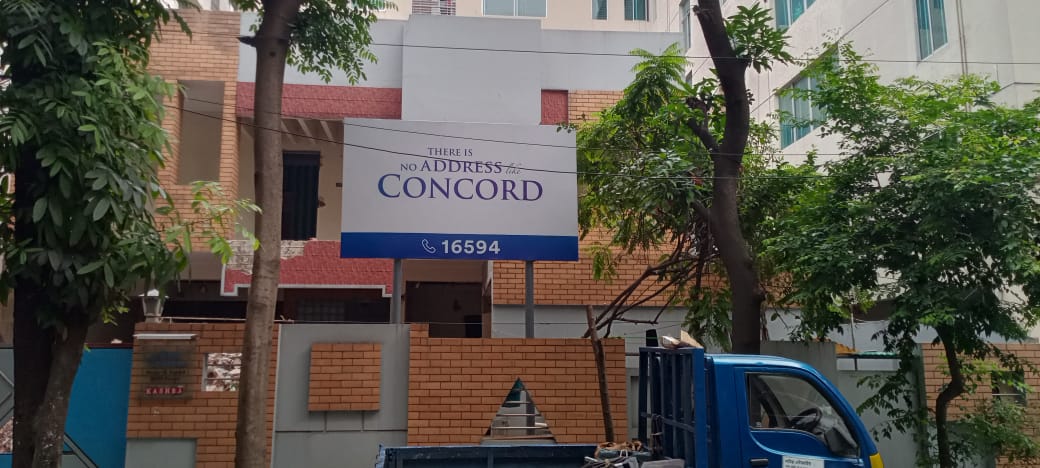 THERE IS
NO ADDRESS like
CONCORD
16594